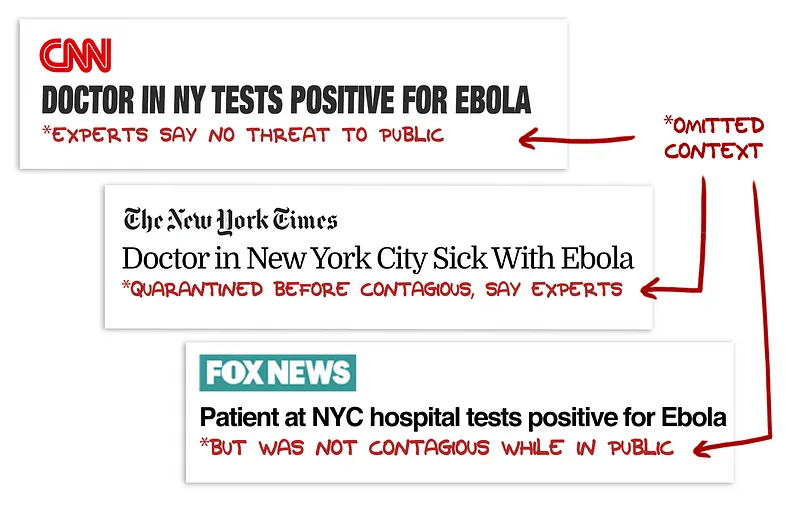 CNN
DOCTOR IN NY TESTS POSITIVE FOR EBOLA
*EXPERTS SAY NO THREAT TO PUBLIC
*OMITTED
CONTEXT
The New York Times
Doctor in New York City Sick With Ebola
*QUARANTINED BEFORE CONTAGIOUS, SAY EXPERTS
FOX NEWS
Patient at NYC hospital tests positive for Ebola
*BUT WAS NOT CONTAGIOUS WHILE IN PUBLIC